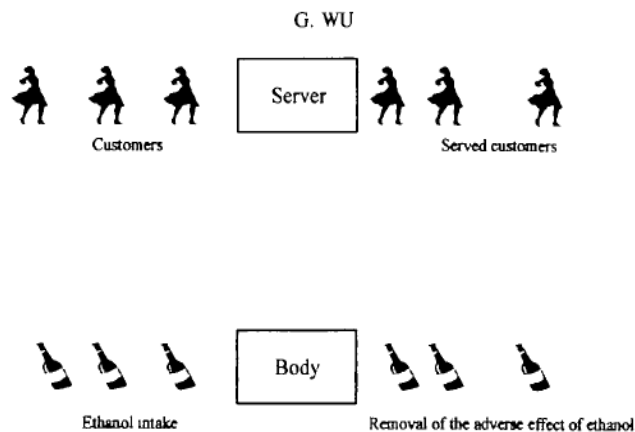 G. WU
Server
Customers
Served customers
Body
Ethanol intake
Removal of the adverse effect of ethanol